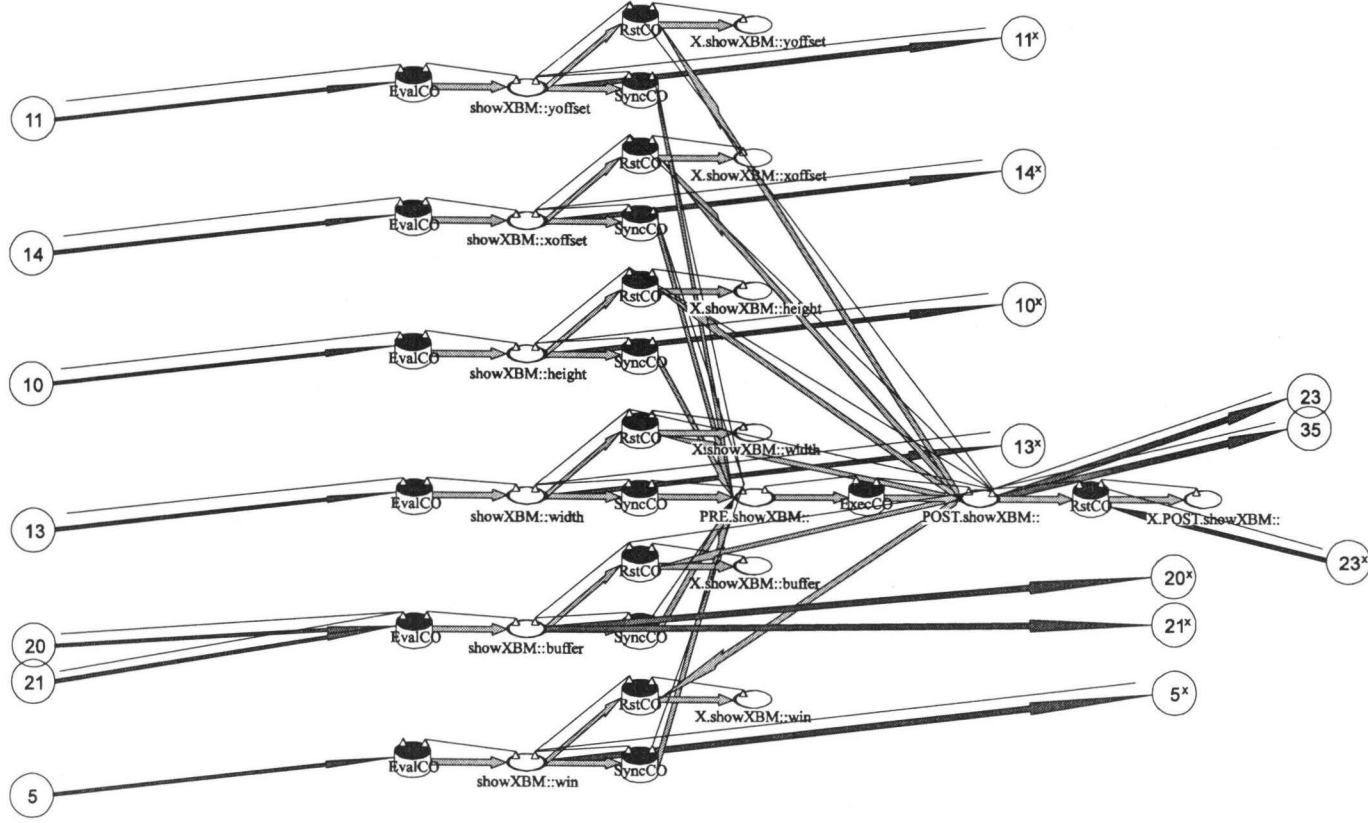 RstCO
X.showXBM::yoffset
11x
11
EvalCO
showXBM::yoffset
SyncCO
RstCO
X.showXBM::xoffset
14x
14
EvalCO
showXBM::xoffset
SyncCO
RstCO
X.showXBM::height
10x
10
EvalCO
showXBM::height
SyncCO
23
35
RstCO
X.showXBM::width
13x
13
EvalCO
showXBM::width
SyncCO
PRE.showXBM::
ExecCO
POST.showXBM::
RstCO
X.POST.showXBM::
23x
RstCO
X.showXBM::buffer
20x
20
21
EvalCO
showXBM::buffer
SyncCO
21x
RstCO
X.showXBM::win
5x
5
EvalCO
showXBM::win
SyncCO